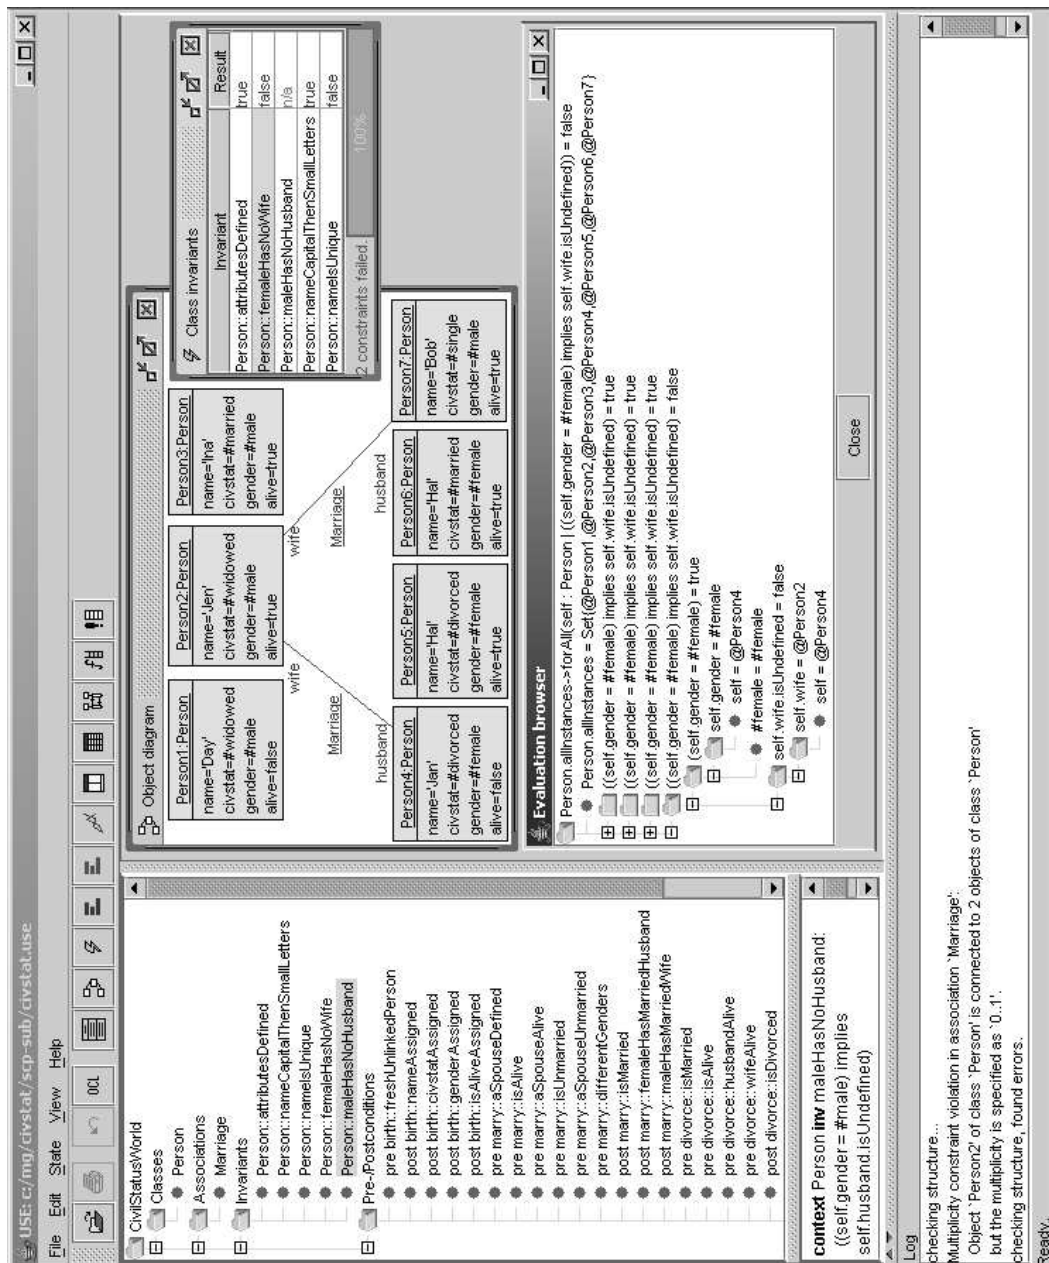 USE: c:/mg/civstat/scp-sub/civstat.use
File Edit State View Help
OCL
CivilStatusWorld
Classes
Person
Associations
Marriage
Invariants
Person::attributesDefined
Person::nameCapitalThenSmallLetters
Person::nameIsUnique
Person::femaleHasNoWife
Person::maleHasNoHusband
Pre-/Postconditions
pre birth::freshUnlinkedPerson
post birth::nameAssigned
post birth::civstatAssigned
post birth::genderAssigned
post birth::isAliveAssigned
pre marry::aSpouseDefined
pre marry::isAlive
pre marry::aSpouseAlive
pre marry::isUnmarried
pre marry::aSpouseUnmarried
pre marry::differentGenders
post marry::isMarried
post marry::femaleHasMarriedHusband
post marry::maleHasMarriedWife
pre divorce::isMarried
pre divorce::isAlive
pre divorce::husbandAlive
pre divorce::wifeAlive
post divorce::isDivorced
context Person inv maleHasNoHusband:
((self.gender = #male) implies
self.husband.isUndefined)
Object diagram
Person1:Person
name='Day'
civstat=#widowed
gender=#male
alive=false
Person2:Person
name='Jen'
civstat=#widowed
gender=#male
alive=true
Person3:Person
name='Ina'
civstat=#married
gender=#male
alive=true
wife
wife
Marriage
Marriage
husband
husband
Person4:Person
name='Jan'
civstat=#divorced
gender=#female
alive=false
Person5:Person
name='Hal'
civstat=#divorced
gender=#female
alive=true
Person6:Person
name='Hal'
civstat=#married
gender=#female
alive=true
Person7:Person
name='Bob'
civstat=#single
gender=#male
alive=true
Class invariants
Invariant Result
Person::attributesDefined true
Person::femaleHasNoWife false
Person::maleHasNoHusband n/a
Person::nameCapitalThenSmallLetters true
Person::nameIsUnique false
2 constraints failed. 100%
Evaluation browser
Person.allInstances->forAll(self : Person | ((self.gender = #female) implies self.wife.isUndefined)) = false
Person.allInstances = Set{@Person1,@Person2,@Person3,@Person4,@Person5,@Person6,@Person7}
((self.gender = #female) implies self.wife.isUndefined) = true
((self.gender = #female) implies self.wife.isUndefined) = true
((self.gender = #female) implies self.wife.isUndefined) = true
((self.gender = #female) implies self.wife.isUndefined) = false
(self.gender = #female) = true
self.gender = #female
self = @Person4
#female = #female
self.wife.isUndefined = false
self.wife = @Person2
self = @Person4
Close
Log
checking structure...
Multiplicity constraint violation in association `Marriage':
Object `Person2' of class `Person' is connected to 2 objects of class `Person'
but the multiplicity is specified as `0..1'.
checking structure, found errors.
Ready.